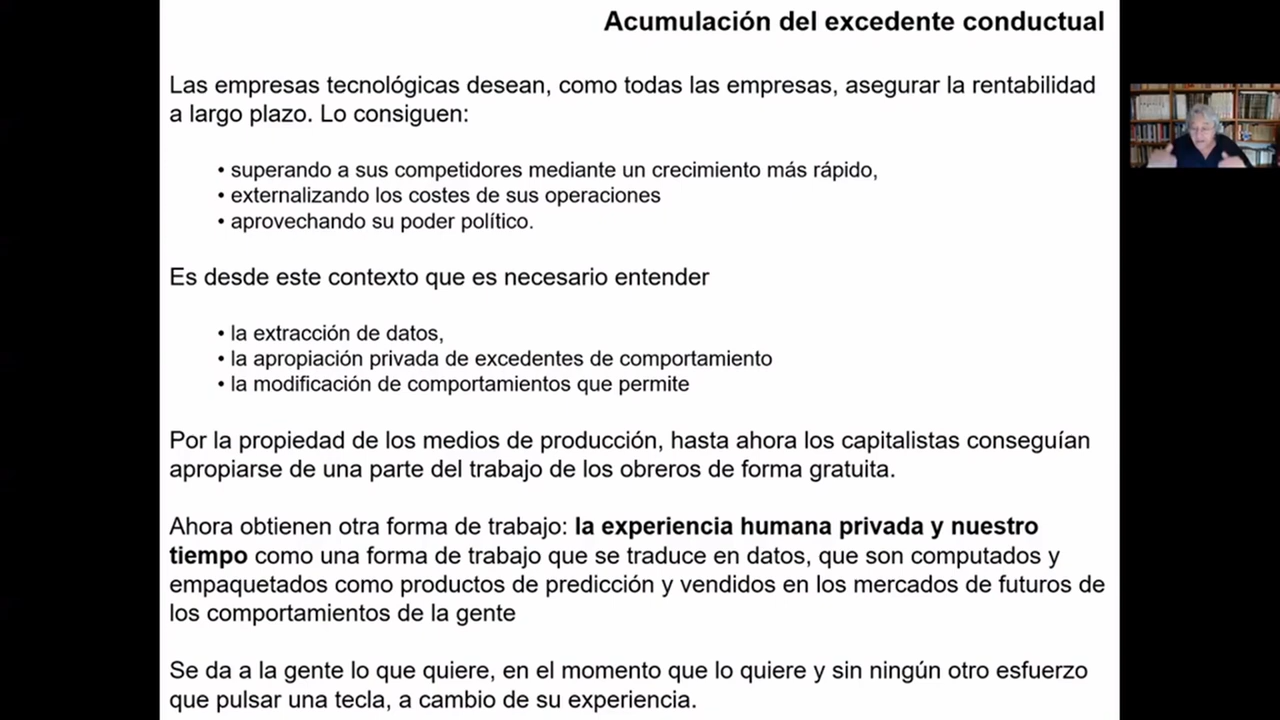 Acumulación del excedente conductual
Las empresas tecnológicas desean, como todas las empresas, asegurar la rentabilidad
a largo plazo. Lo consiguen:
• superando a sus competidores mediante un crecimiento más rápido,
• externalizando los costes de sus operaciones
• aprovechando su poder político.
Es desde este contexto que es necesario entender
• la extracción de datos,
• la apropiación privada de excedentes de comportamiento
• la modificación de comportamientos que permite
Por la propiedad de los medios de producción, hasta ahora los capitalistas conseguían
apropiarse de una parte del trabajo de los obreros de forma gratuita.
Ahora obtienen otra forma de trabajo: la experiencia humana privada y nuestro
tiempo como una forma de trabajo que se traduce en datos, que son computados y
empaquetados como productos de predicción y vendidos en los mercados de futuros de
los comportamientos de la gente
Se da a la gente lo que quiere, en el momento que lo quiere y sin ningún otro esfuerzo
que pulsar una tecla, a cambio de su experiencia.